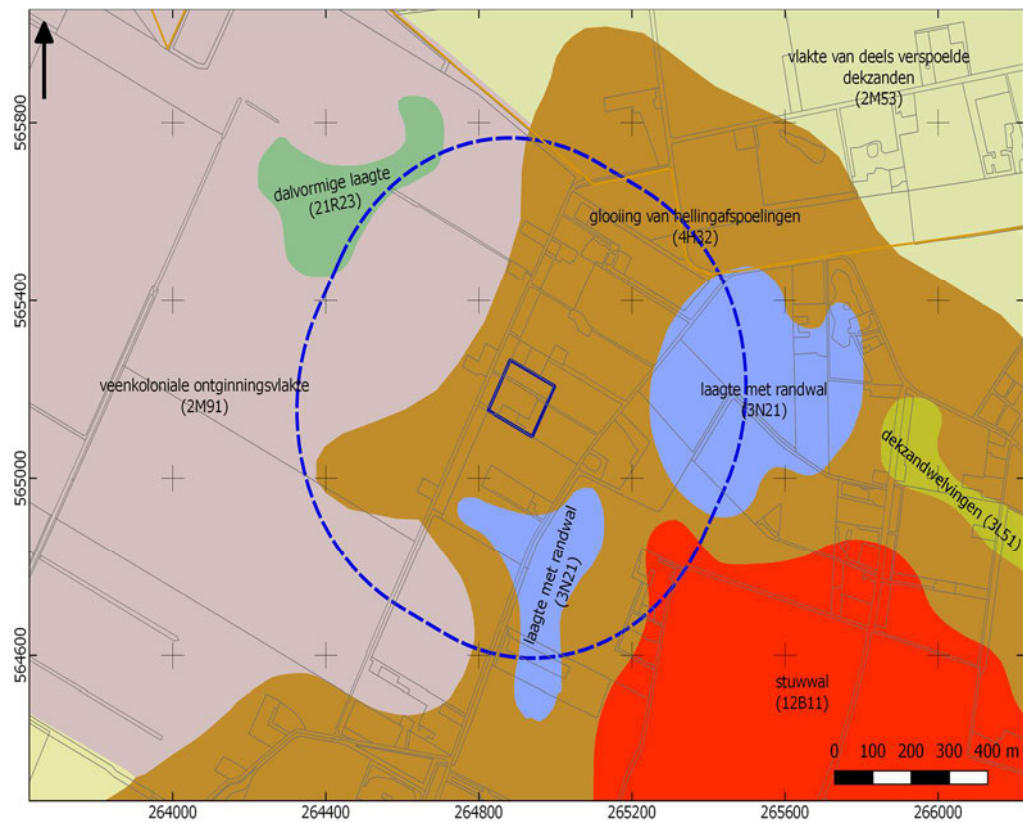 vlakte van deels verspoelde
dekzanden
(2M53)
565800
dalvormige laagte
(21R23)
glooiing van hellingafspoelingen
(4H32)
565400
veenkoloniale ontginningsvlakte
(2M91)
laagte met randwal
(3N21)
dekzandwelvingen (3L51)
565000
laagte met randwal
(3N21)
564600
stuwwal
(12B11)
0 100 200 300 400 m
264000 264400 264800 265200 265600 266000